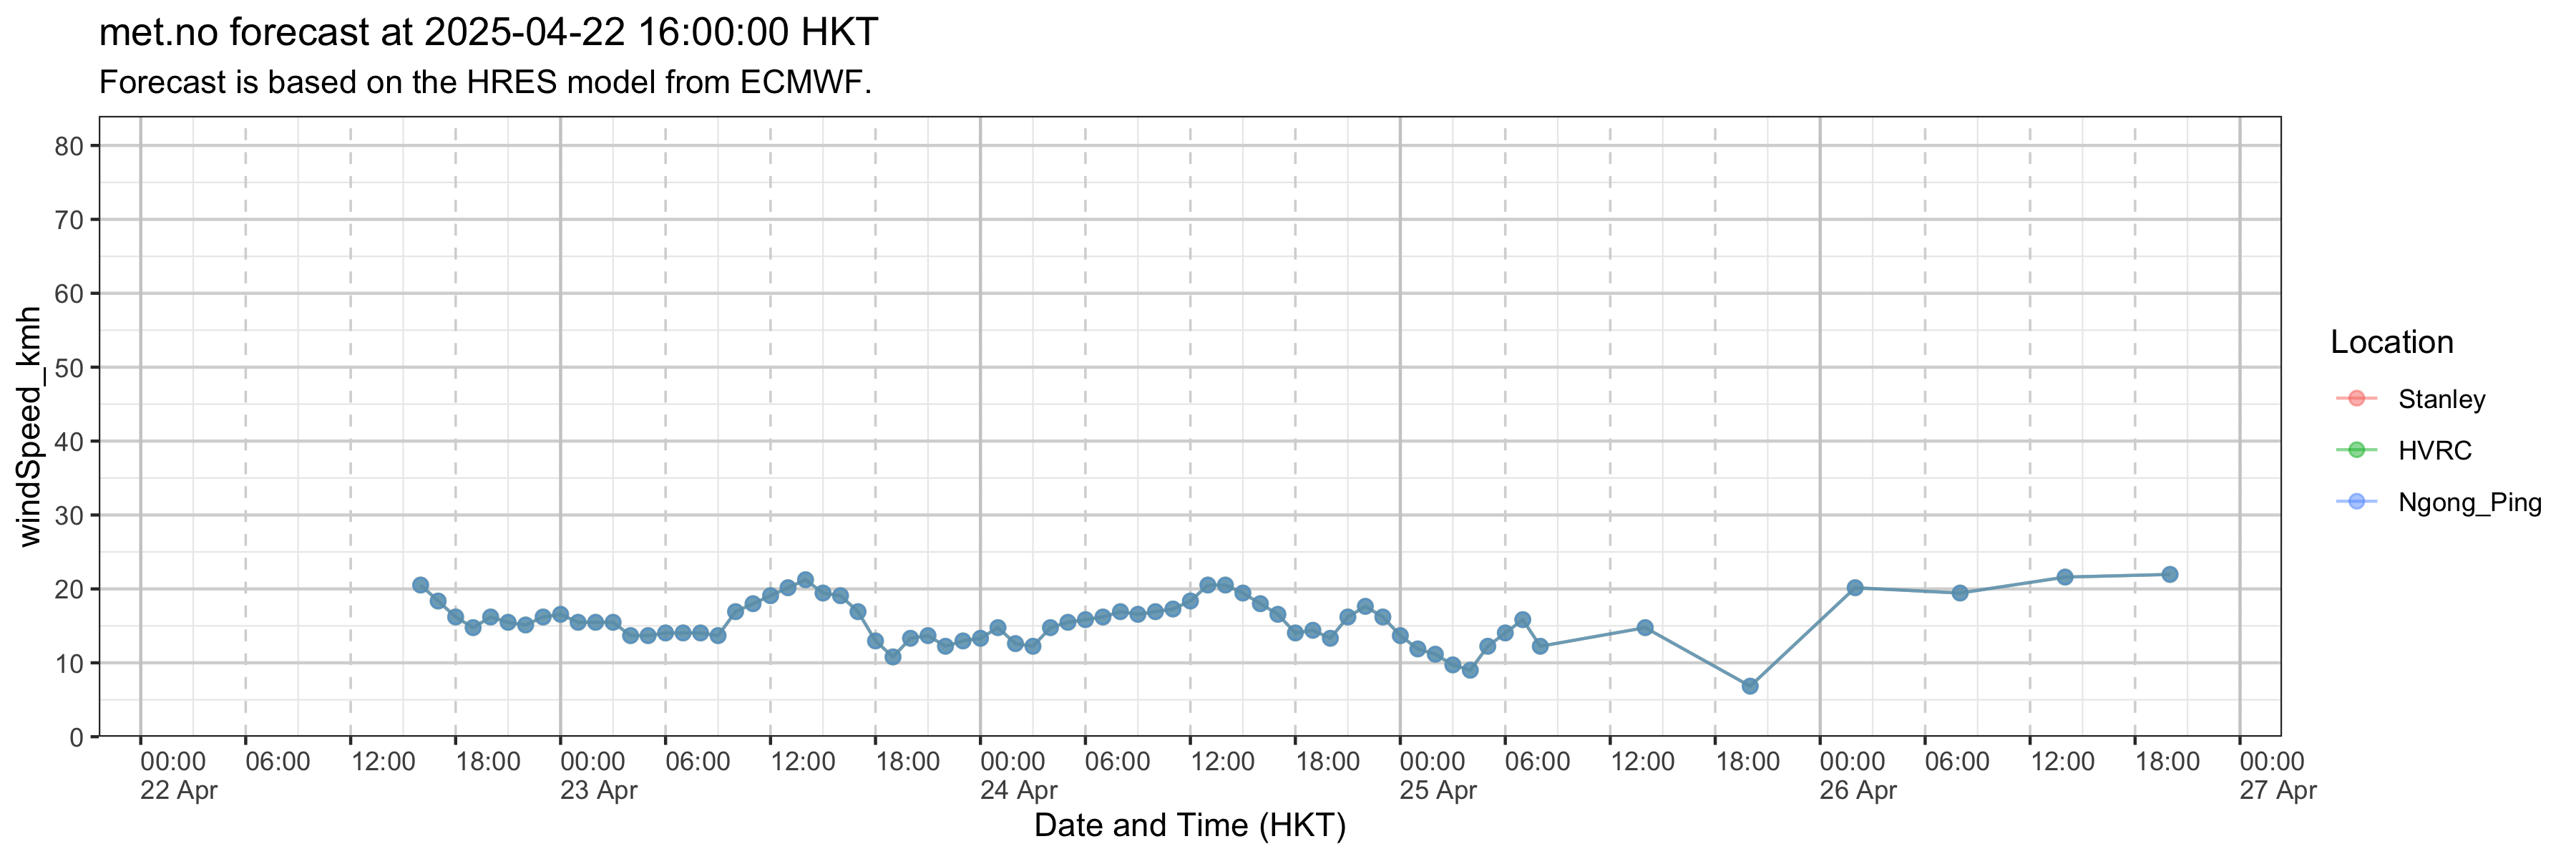 met.no forecast at 2025-04-22 16:00:00 HKT
Forecast is based on the HRES model from ECMWF.
windSpeed_kmh
80
70
60
50
40
30
20
10
0
00:00 06:00 12:00 18:00 00:00 06:00 12:00 18:00 00:00 06:00 12:00 18:00 00:00 06:00 12:00 18:00 00:00 06:00 12:00 18:00 00:00
22 Apr 23 Apr 24 Apr 25 Apr 26 Apr 27 Apr
Date and Time (HKT)
Location
Stanley
HVRC
Ngong_Ping